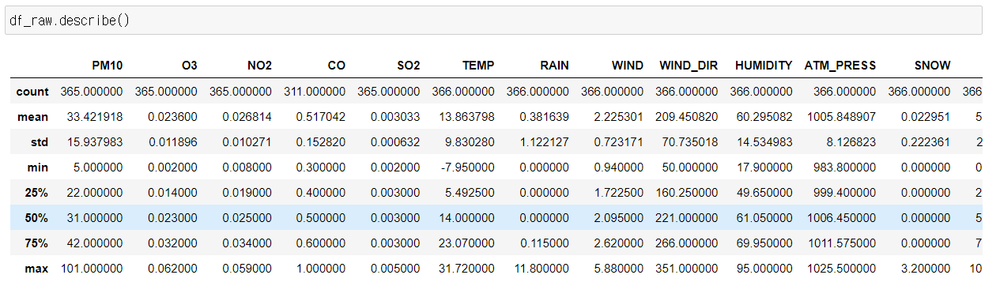 df_raw.describe()
PM10 O3 NO2 CO SO2 TEMP RAIN WIND WIND_DIR HUMIDITY ATM_PRESS SNOW
count 365.000000 365.000000 365.000000 311.000000 365.000000 366.000000 366.000000 366.000000 366.000000 366.000000 366.000000 366.000000 366
mean 33.421918 0.023600 0.026814 0.517042 0.003033 13.863798 0.381639 2.225301 209.450820 60.295082 1005.848907 0.022951 5
std 15.937983 0.011896 0.010271 0.152820 0.000632 9.830280 1.122127 0.723171 70.735018 14.534983 8.126823 0.222361 2
min 5.000000 0.002000 0.008000 0.300000 0.002000 -7.950000 0.000000 0.940000 50.000000 17.900000 983.800000 0.000000 0
25% 22.000000 0.014000 0.019000 0.400000 0.003000 5.492500 0.000000 1.722500 160.250000 49.650000 999.400000 0.000000 2
50% 31.000000 0.023000 0.025000 0.500000 0.003000 14.000000 0.000000 2.095000 221.000000 61.050000 1006.450000 0.000000 5
75% 42.000000 0.032000 0.034000 0.600000 0.003000 23.070000 0.115000 2.620000 266.000000 69.950000 1011.575000 0.000000 7
max 101.000000 0.062000 0.059000 1.000000 0.005000 31.720000 11.800000 5.880000 351.000000 95.000000 1025.500000 3.200000 10